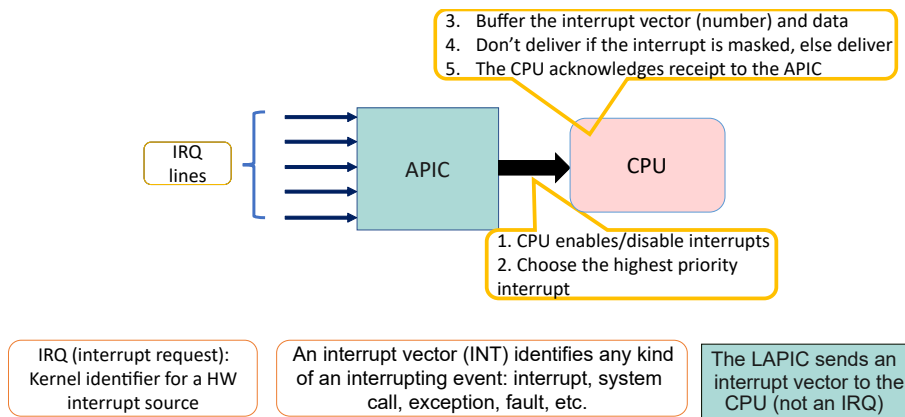 3. Buffer the interrupt vector (number) and data
4. Don't deliver if the interrupt is masked, else deliver
5. The CPU acknowledges receipt to the APIC
IRQ
lines
APIC
CPU
1. CPU enables/disable interrupts
2. Choose the highest priority
interrupt
IRQ (interrupt request):
Kernel identifier for a HW
interrupt source
An interrupt vector (INT) identifies any kind
of an interrupting event: interrupt, system
call, exception, fault, etc.
The LAPIC sends an
interrupt vector to the
CPU (not an IRQ)